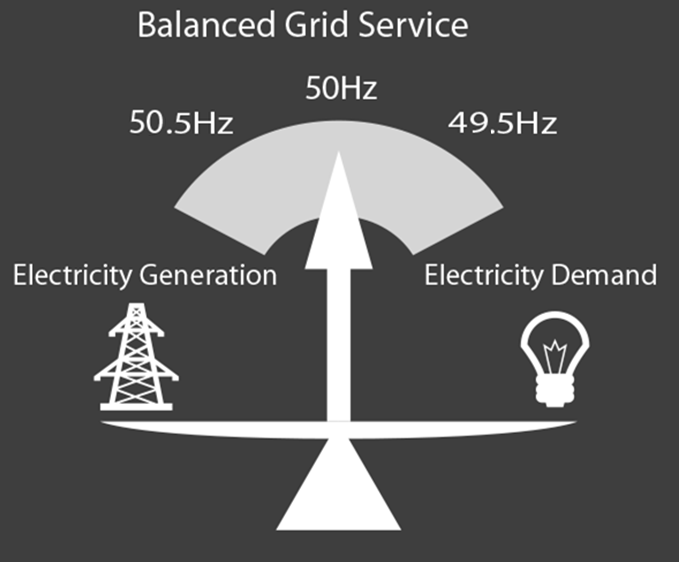 Balanced Grid Service
50Hz
50.5Hz
49.5Hz
Electricity Generation
Electricity Demand